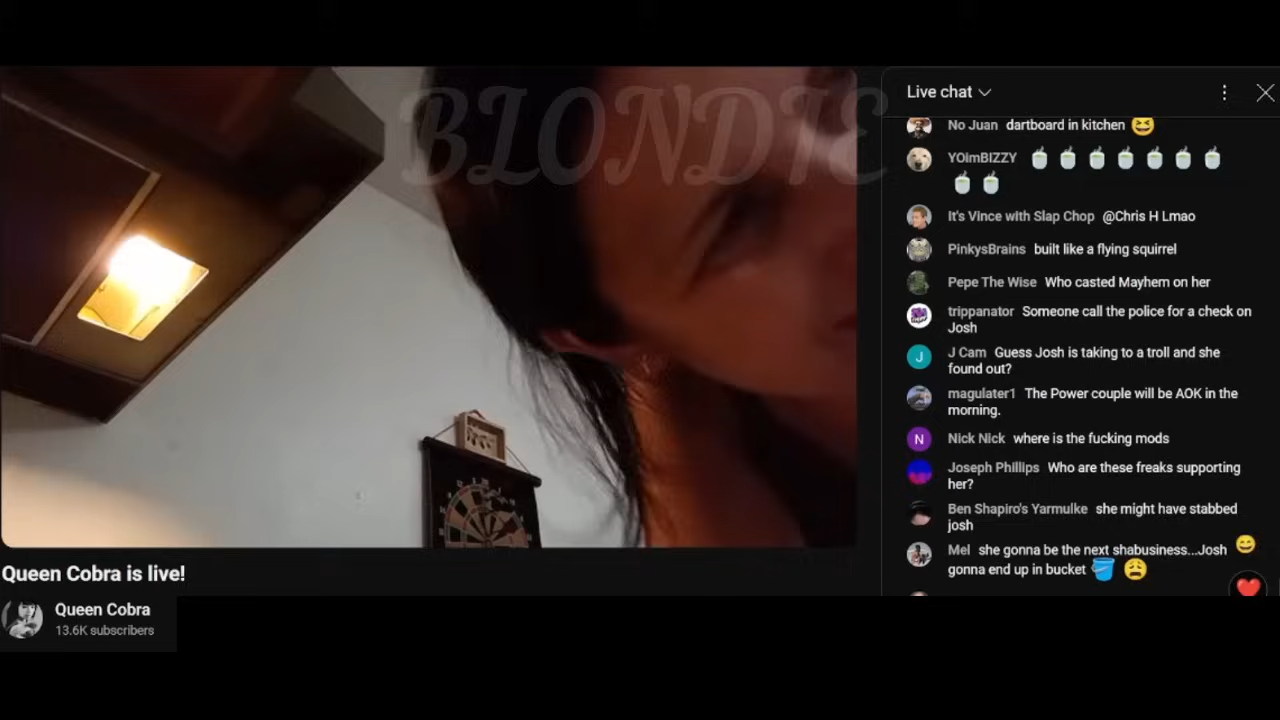 BLONDIE
Live chat
No Juan dartboard in kitchen 😆
YOimBIZZY 🍵🍵🍵🍵🍵🍵🍵
🍵🍵
It's Vince with Slap Chop @Chris H Lmao
PinkysBrains built like a flying squirrel
Pepe The Wise Who casted Mayhem on her
trippanator Someone call the police for a check on
Josh
J
J Cam Guess Josh is taking to a troll and she
found out?
magulater1 The Power couple will be AOK in the
morning.
N
Nick Nick where is the fucking mods
Joseph Phillips Who are these freaks supporting
her?
Ben Shapiro's Yarmulke she might have stabbed
josh
Mel she gonna be the next shabusiness...Josh 😄
gonna end up in bucket 🪣 😩
Queen Cobra is live!
Queen Cobra
13.6K subscribers